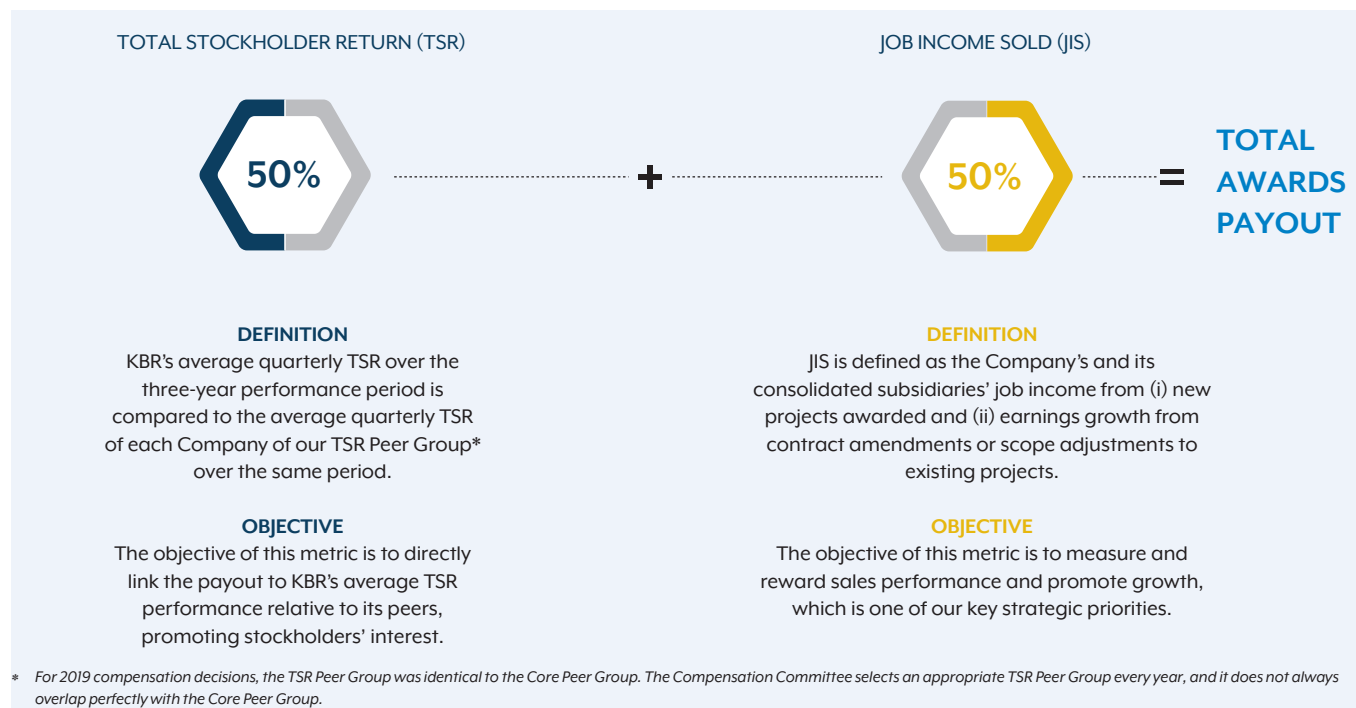 TOTAL STOCKHOLDER RETURN (TSR)
JOB INCOME SOLD (JIS)
50%
+
50%
=
TOTAL
AWARDS
PAYOUT
DEFINITION
KBR’s average quarterly TSR over the
three-year performance period is
compared to the average quarterly TSR
of each Company of our TSR Peer Group*
over the same period.
OBJECTIVE
The objective of this metric is to directly
link the payout to KBR’s average TSR
performance relative to its peers,
promoting stockholders’ interest.
DEFINITION
JIS is defined as the Company’s and its
consolidated subsidiaries’ job income from (i) new
projects awarded and (ii) earnings growth from
contract amendments or scope adjustments to
existing projects.
OBJECTIVE
The objective of this metric is to measure and
reward sales performance and promote growth,
which is one of our key strategic priorities.
* For 2019 compensation decisions, the TSR Peer Group was identical to the Core Peer Group. The Compensation Committee selects an appropriate TSR Peer Group every year, and it does not always
overlap perfectly with the Core Peer Group.